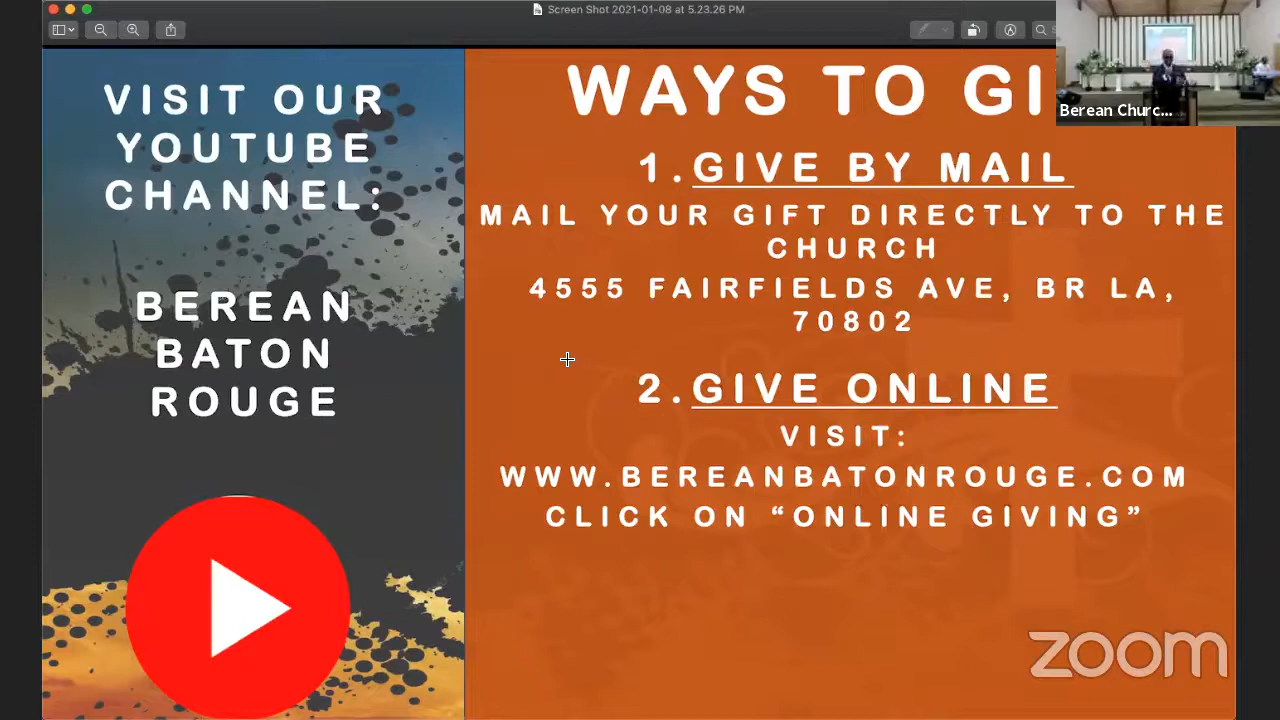 Screen Shot 2021-01-08 at 5.23.26 PM
VISIT OUR
YOUTUBE
CHANNEL:
BEREAN
BATON
ROUGE
WAYS TO GI
1. GIVE BY MAIL
MAIL YOUR GIFT DIRECTLY TO THE
CHURCH
4555 FAIRFIELDS AVE, BR LA,
70802
2. GIVE ONLINE
VISIT:
WWW.BEREANBATONROUGE.COM
CLICK ON “ONLINE GIVING”
Berean Churc...
zoom